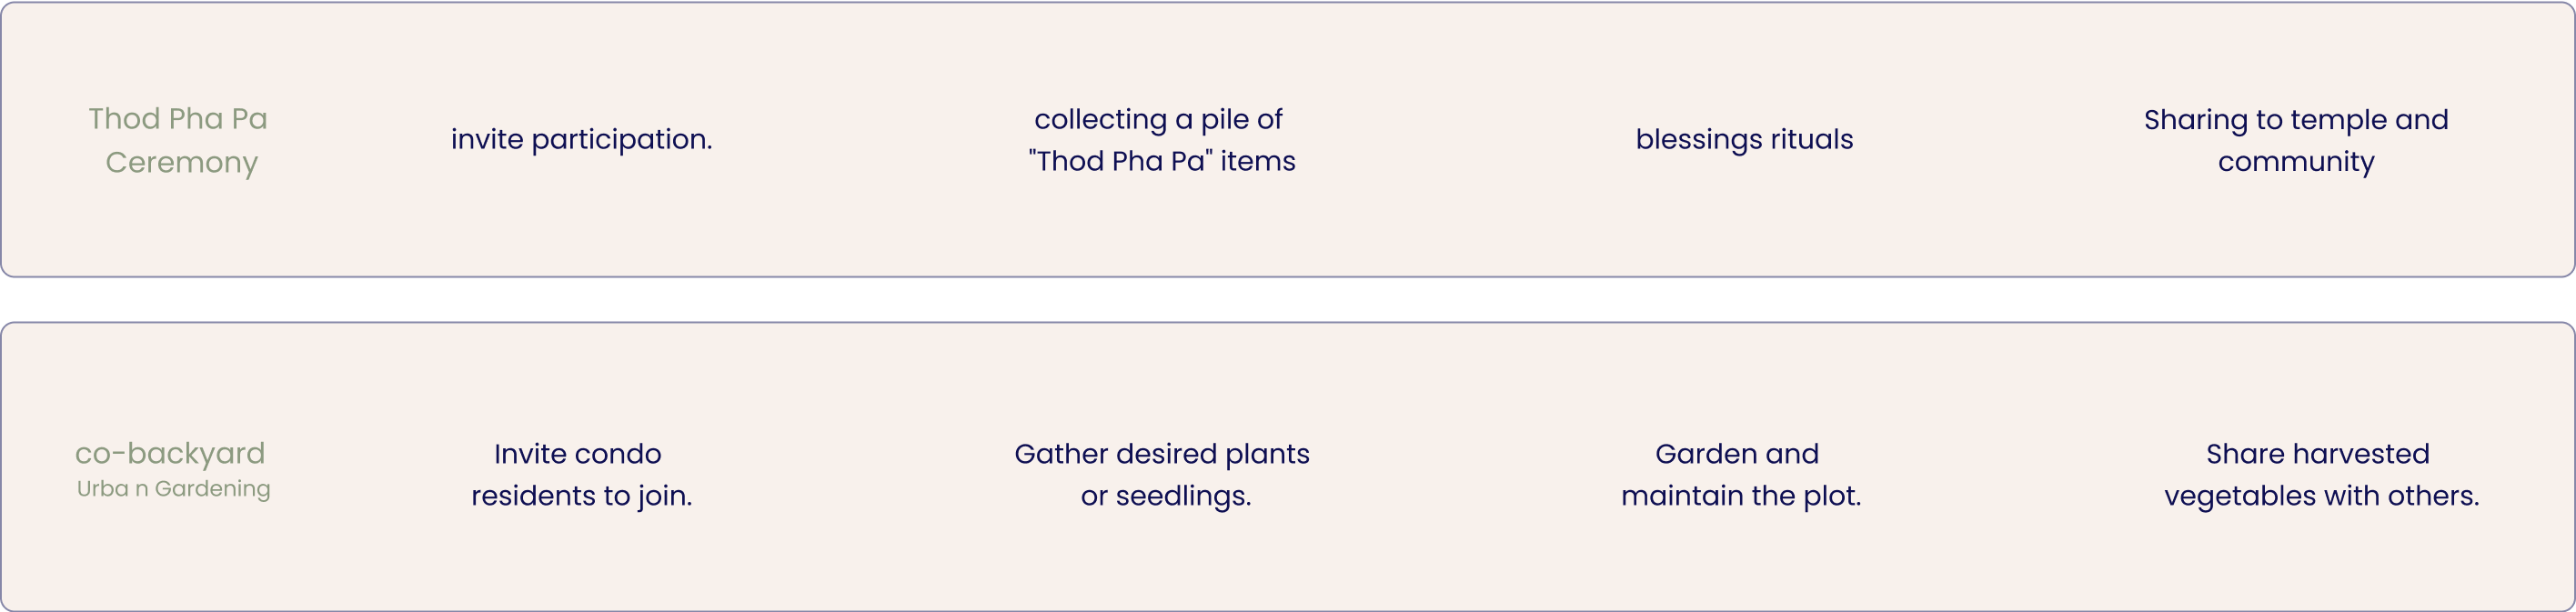 Thod Pha Pa
Ceremony
invite participation.
collecting a pile of
"Thod Pha Pa" items
blessings rituals
Sharing to temple and
community
co-backyard
Urba n Gardening
Invite condo
residents to join.
Gather desired plants
or seedlings.
Garden and
maintain the plot.
Share harvested
vegetables with others.